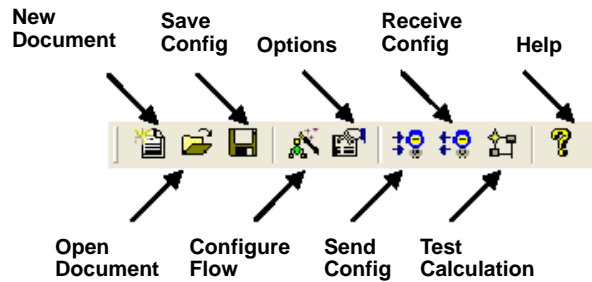 New
Document
Save
Config
Options
Receive
Config
Help
Open
Document
Configure
Flow
Send
Config
Test
Calculation